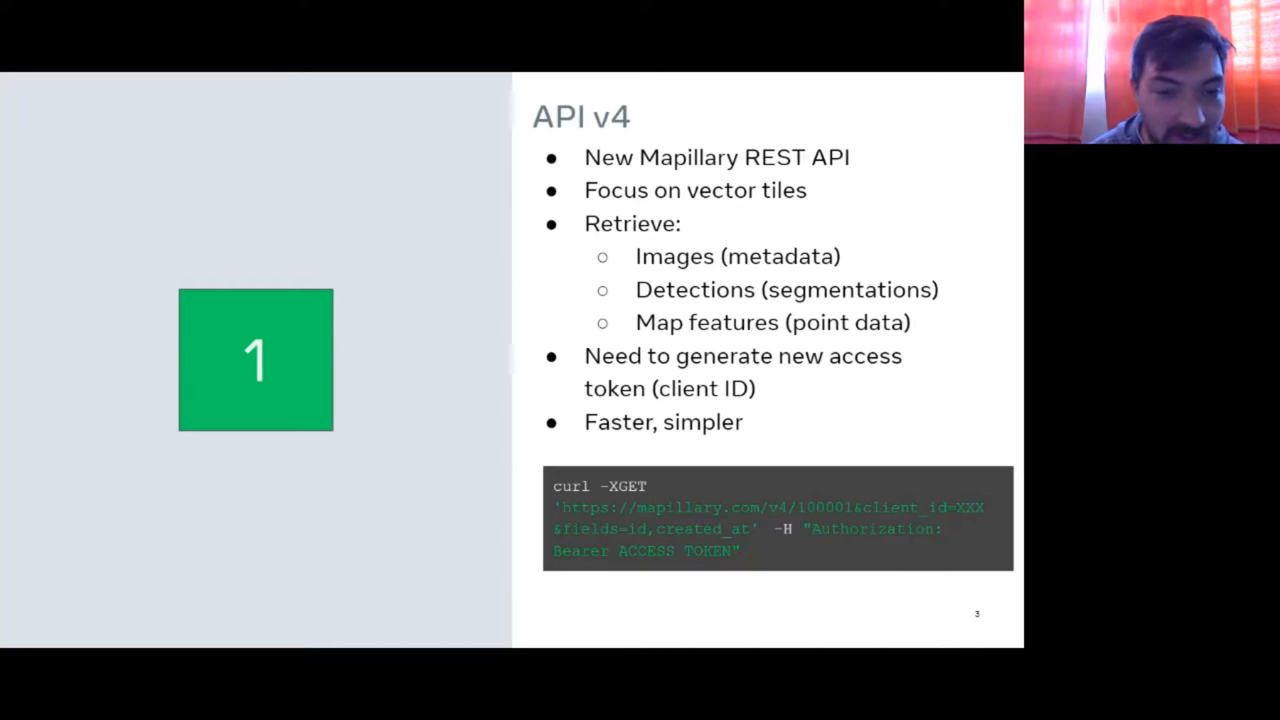 1
API v4
● New Mapillary REST API
● Focus on vector tiles
● Retrieve:
○ Images (metadata)
○ Detections (segmentations)
○ Map features (point data)
● Need to generate new access
token (client ID)
● Faster, simpler
curl -XGET
'https://mapillary.com/v4/100001&client_id=XXX
&fields=id,created_at' -H "Authorization:
Bearer ACCESS TOKEN"
3